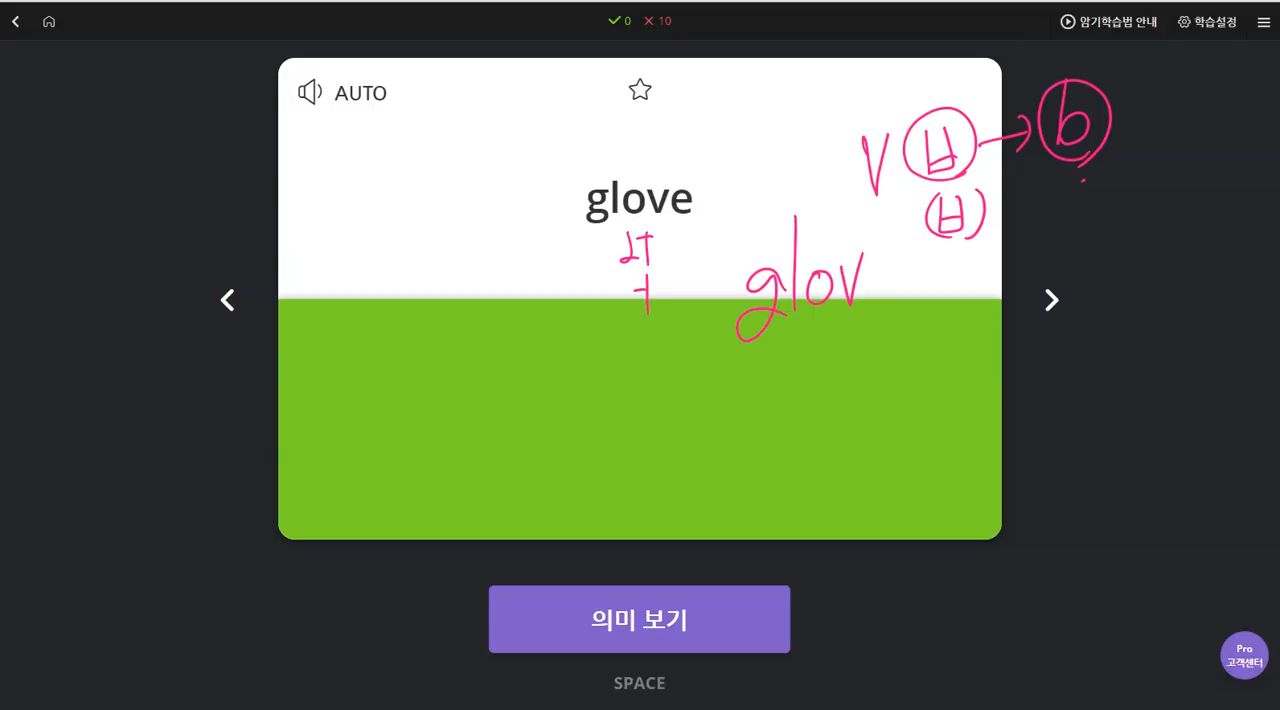 0 10 암기학습법 안내 학습설정
AUTO
glove
v ㅂ → b
(ㅂ)
glov
ㅓ
의미 보기
SPACE
Pro
고객센터